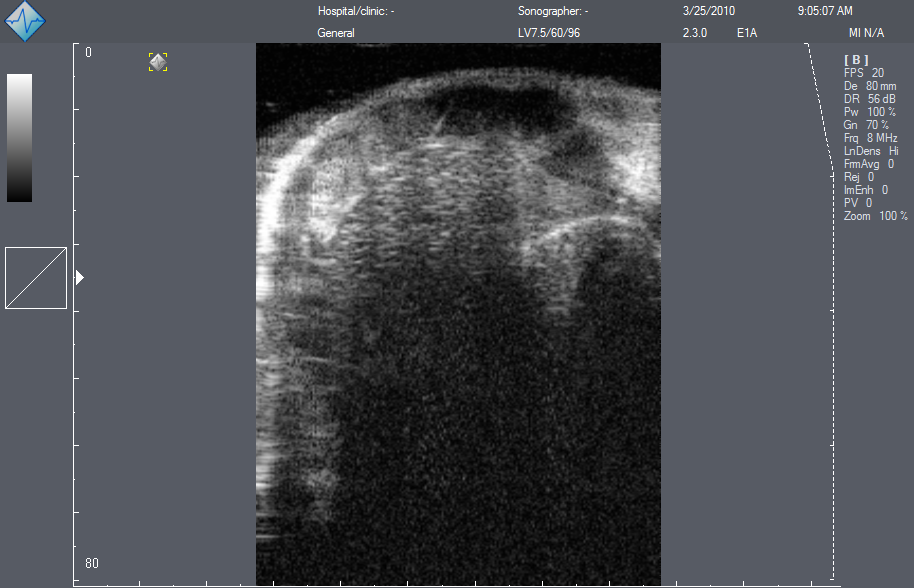 Hospital/clinic: - Sonographer: - 3/25/2010 9:05:07 AM
General LV7.5/60/96 2.3.0 E1A MI N/A
0
[ B ]
FPS 20
De 80 mm
DR 56 dB
Pw 100 %
Gn 70 %
Frq 8 MHz
LnDens Hi
FrmAvg 0
Rej 0
ImEnh 0
PV 0
Zoom 100 %
80